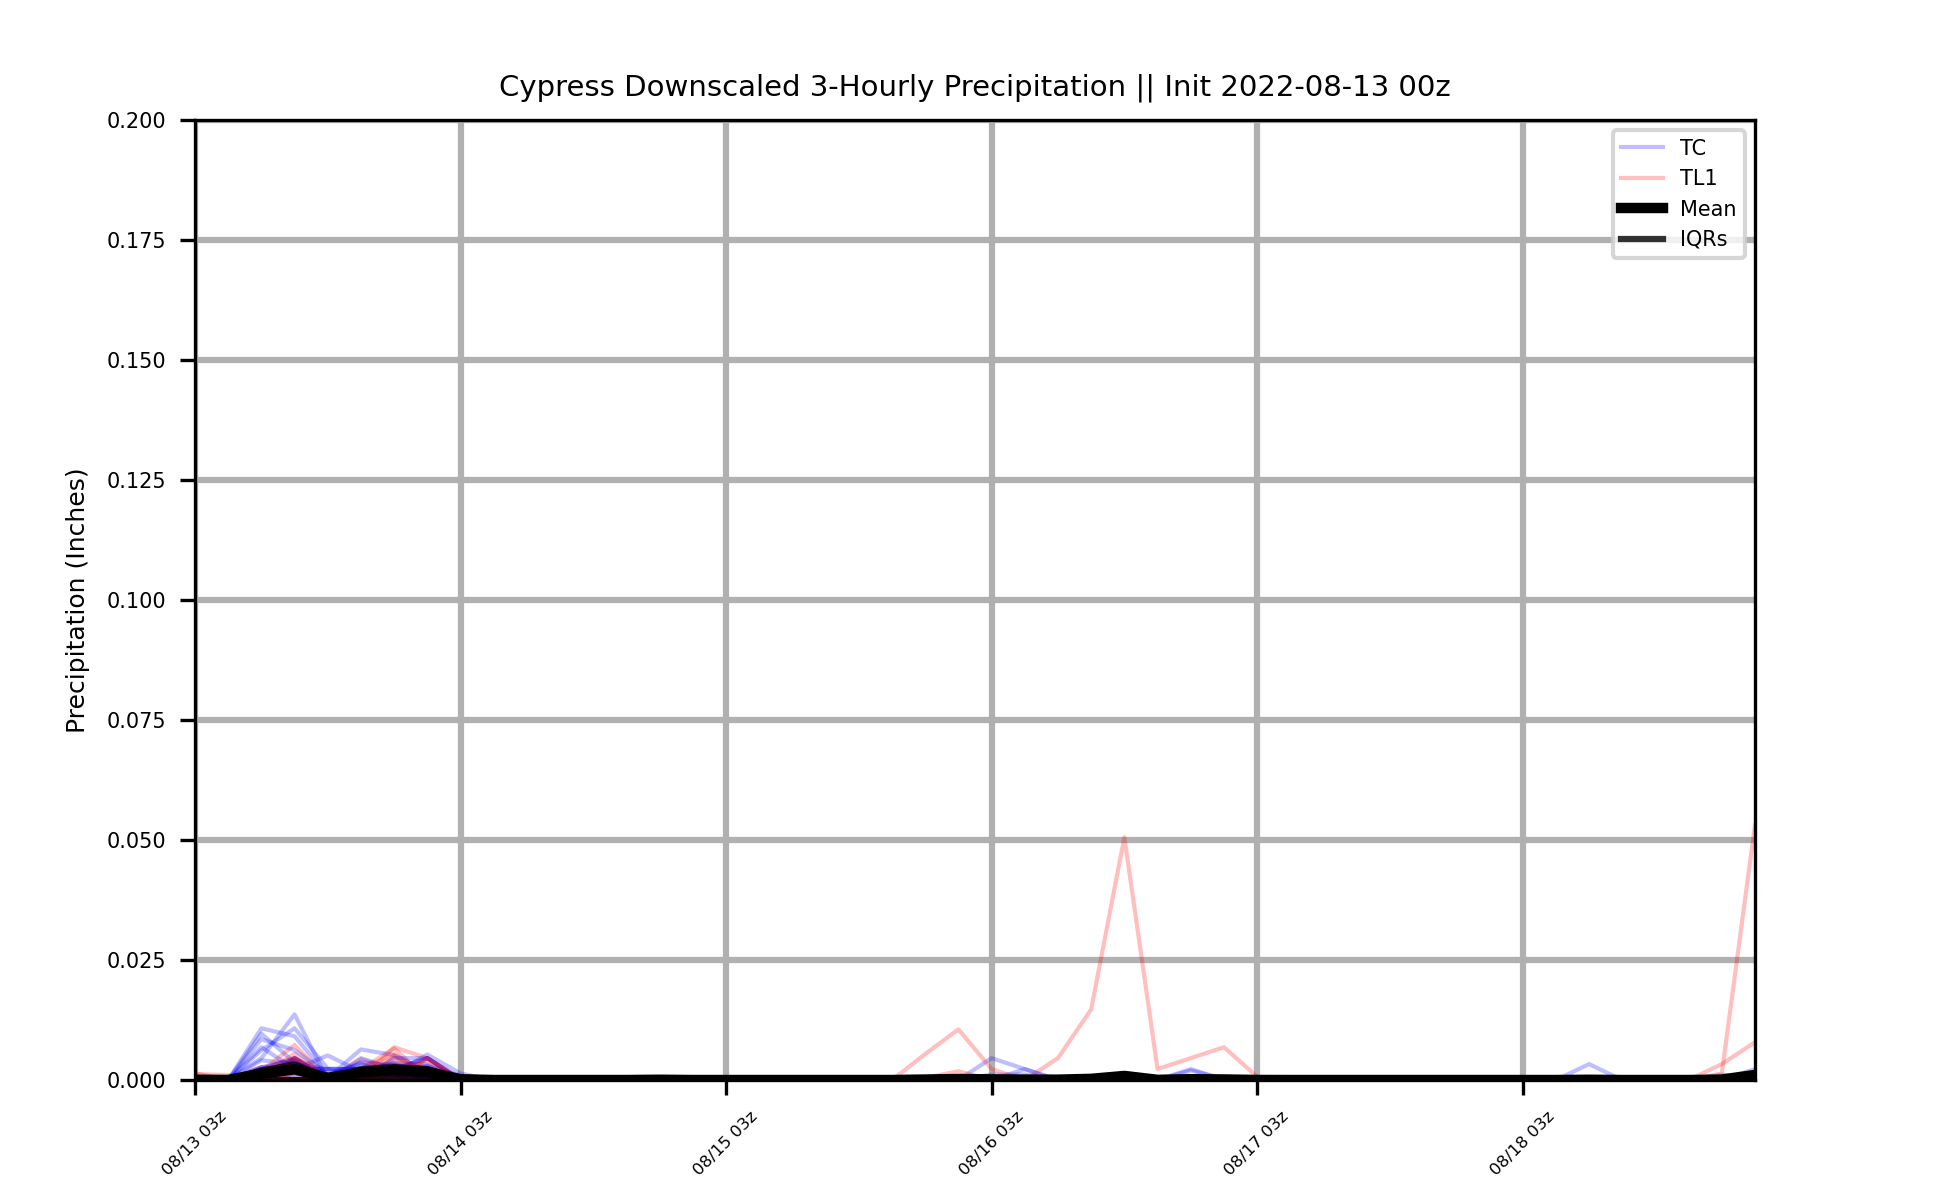 Cypress Downscaled 3-Hourly Precipitation || Init 2022-08-13 00z
TC
TL1
Mean
IQRs
Precipitation (Inches)
0.200
0.175
0.150
0.125
0.100
0.075
0.050
0.025
0.000
08/13 03z
08/14 03z
08/15 03z
08/16 03z
08/17 03z
08/18 03z